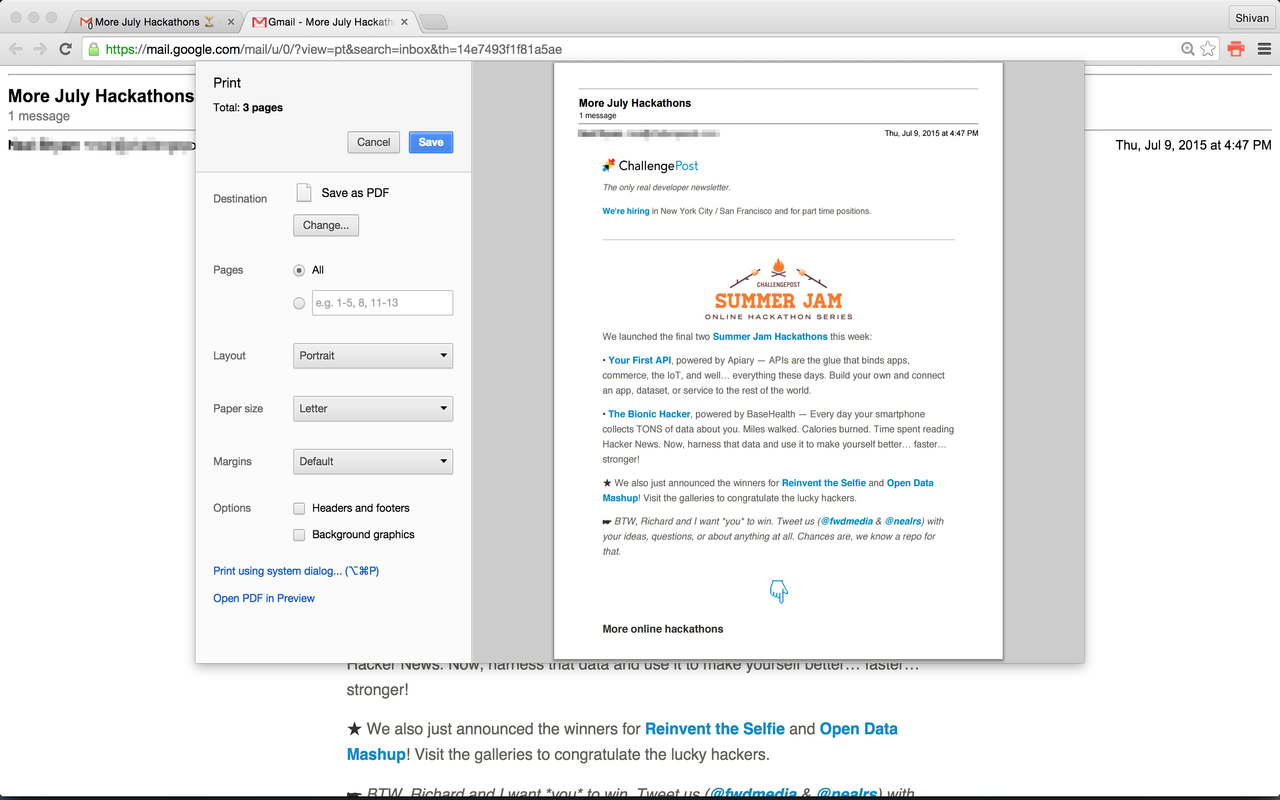 More July Hackathons
Gmail - More July Hackath
Shivan
https://mail.google.com/mail/u/0/?view=pt&search=inbox&th=14e7493f1f81a5ae
More July Hackathons
1 message
Thu, Jul 9, 2015 at 4:47 PM
Print
Total: 3 pages
Cancel
Save
Destination
Save as PDF
Change...
Pages
All
e.g. 1-5, 8, 11-13
Layout
Portrait
Paper size
Letter
Margins
Default
Options
Headers and footers
Background graphics
Print using system dialog... (⌥⌘P)
Open PDF in Preview
More July Hackathons
1 message
Thu, Jul 9, 2015 at 4:47 PM
ChallengePost
The only real developer newsletter.
We're hiring in New York City / San Francisco and for part time positions.
CHALLENGEPOST
SUMMER JAM
ONLINE HACKATHON SERIES
We launched the final two Summer Jam Hackathons this week:
• Your First API, powered by Apiary — APIs are the glue that binds apps,
commerce, the IoT, and well… everything these days. Build your own and connect
an app, dataset, or service to the rest of the world.
• The Bionic Hacker, powered by BaseHealth — Every day your smartphone
collects TONS of data about you. Miles walked. Calories burned. Time spent reading
Hacker News. Now, harness that data and use it to make yourself better… faster…
stronger!
★ We also just announced the winners for Reinvent the Selfie and Open Data
Mashup! Visit the galleries to congratulate the lucky hackers.
☛ BTW, Richard and I want *you* to win. Tweet us (@fwdmedia & @nealrs) with
your ideas, questions, or about anything at all. Chances are, we know a repo for
that.
More online hackathons
Hacker News. Now, harness that data and use it to make yourself better… faster…
stronger!
★ We also just announced the winners for Reinvent the Selfie and Open Data
Mashup! Visit the galleries to congratulate the lucky hackers.
☛ BTW, Richard and I want *you* to win. Tweet us (@fwdmedia & @nealrs) with